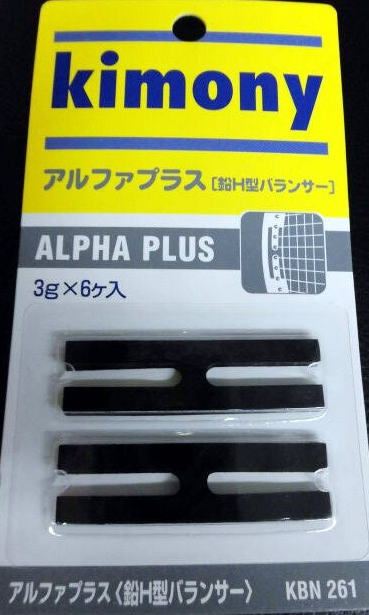 kimony
アルファプラス[鉛H型バランサー]
ALPHA PLUS
3g×6ヶ入
アルファプラス〈鉛H型バランサー〉 KBN 261